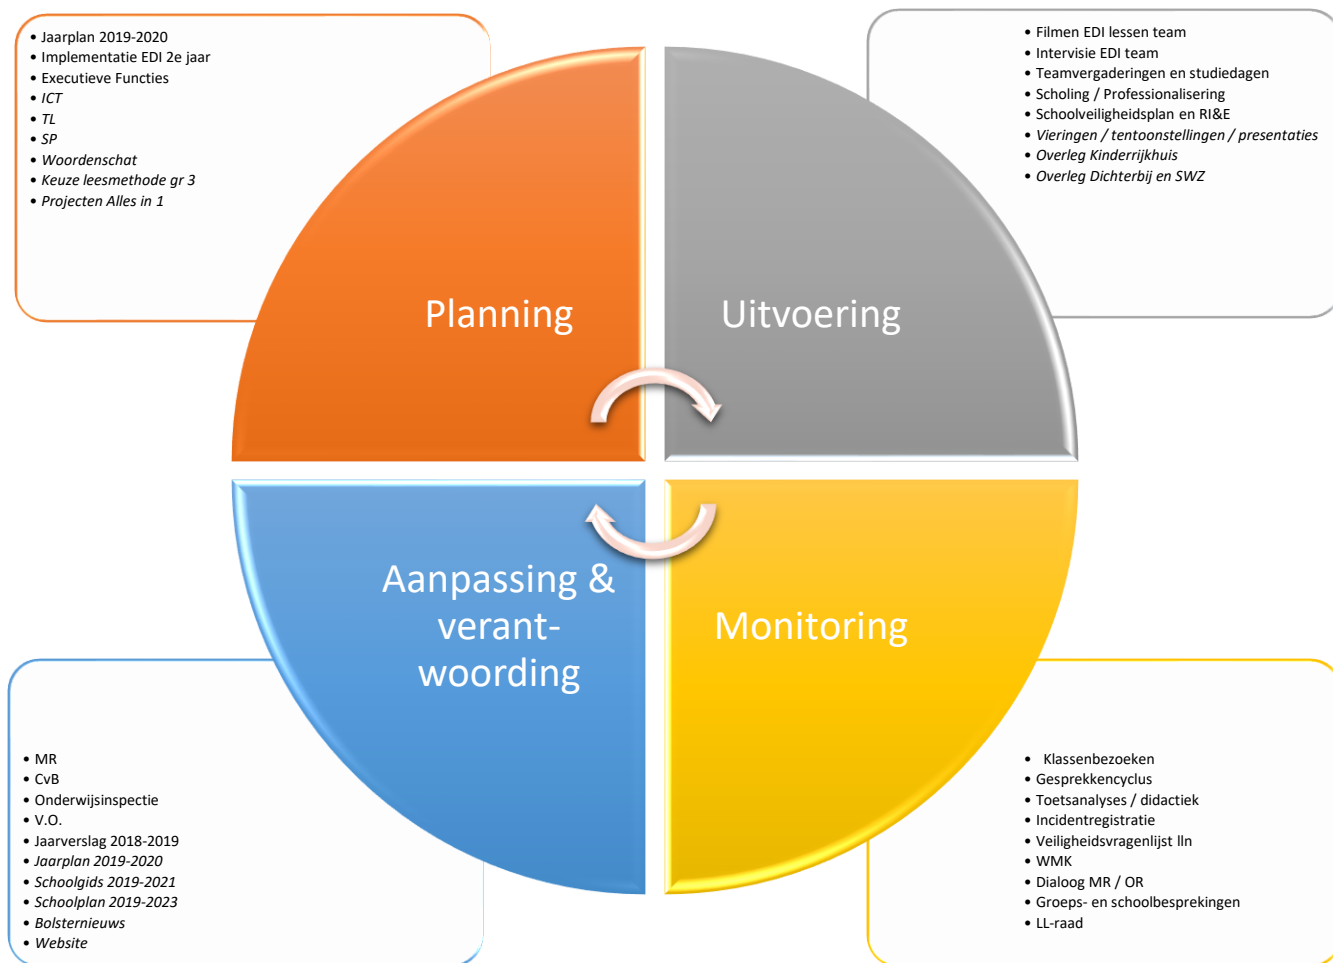 • Jaarplan 2019-2020
• Implementatie EDI 2e jaar
• Executieve Functies
• ICT
• TL
• SP
• Woordenschat
• Keuze leesmethode gr 3
• Projecten Alles in 1
• Filmen EDI lessen team
• Intervisie EDI team
• Teamvergaderingen en studiedagen
• Scholing / Professionalisering
• Schoolveiligheidsplan en RI&E
• Vieringen / tentoonstellingen / presentaties
• Overleg Kinderrijkhuis
• Overleg Dichterbij en SWZ
Planning
Uitvoering
Aanpassing &
verant-
woording
Monitoring
• MR
• CvB
• Onderwijsinspectie
• V.O.
• Jaarverslag 2018-2019
• Jaarplan 2019-2020
• Schoolgids 2019-2021
• Schoolplan 2019-2023
• Bolsternieuws
• Website
• Klassenbezoeken
• Gesprekkencyclus
• Toetsanalyses / didactiek
• Incidentregistratie
• Veiligheidsvragenlijst lln
• WMK
• Dialoog MR / OR
• Groeps- en schoolbesprekingen
• LL-raad